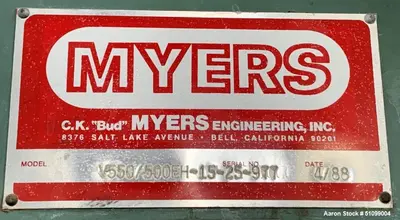 MYERS
C.K. "Bud" MYERS ENGINEERING, INC.
8376 SALT LAKE AVENUE • BELL, CALIFORNIA 90201
MODEL SERIAL NO. DATE
V550/500EH-15-25-977 4/88
Aaron Stock # 51099004